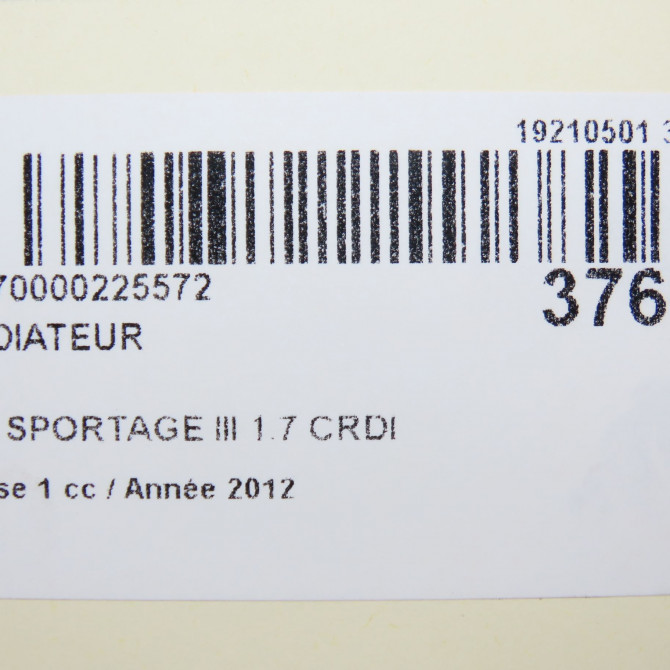 19210501 3
70000225572
376
DIATEUR
SPORTAGE III 1.7 CRDI
se 1 cc / Année 2012